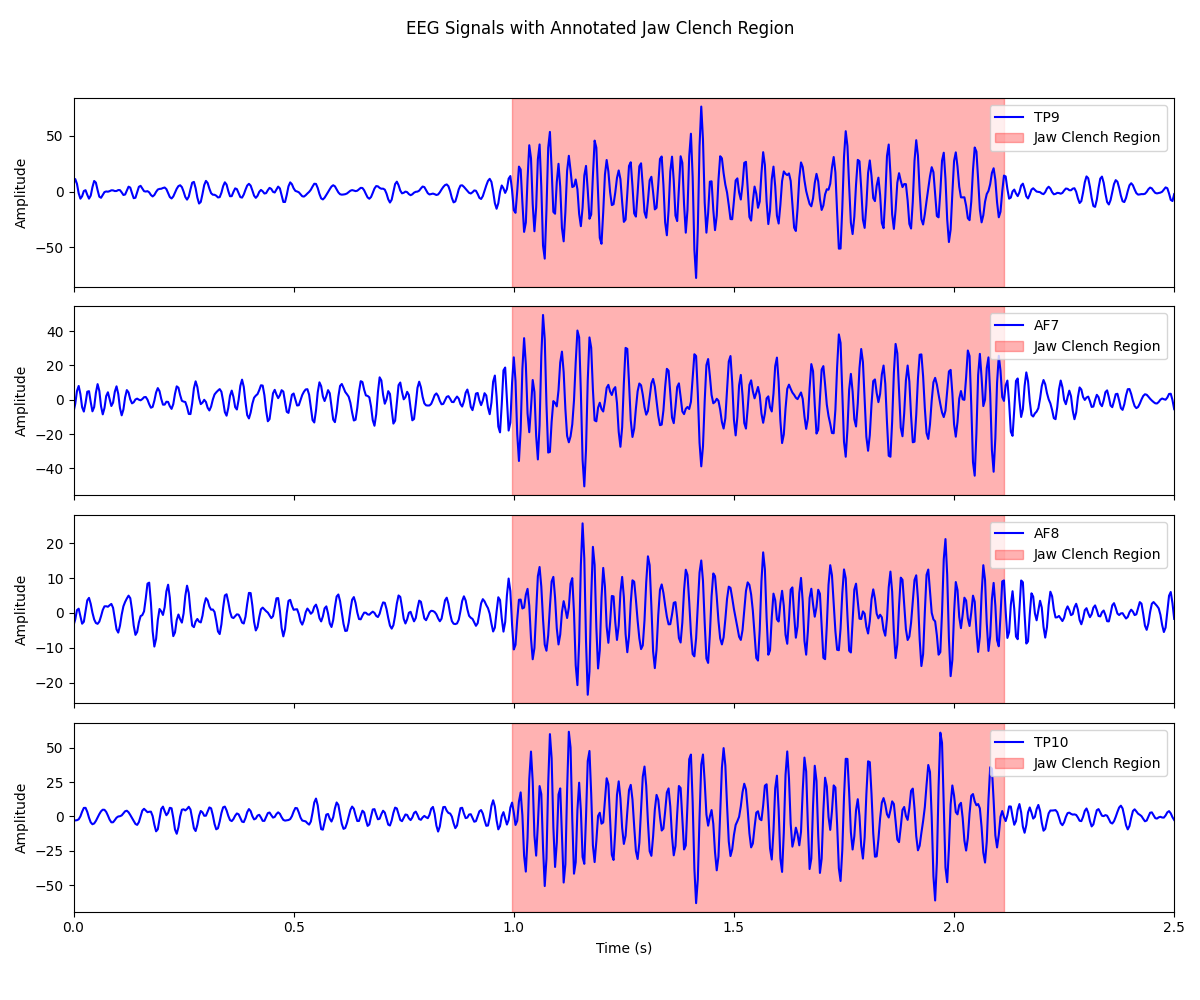 EEG Signals with Annotated Jaw Clench Region
Amplitude
50
0
−50
TP9
Jaw Clench Region
Amplitude
40
20
0
−20
−40
AF7
Jaw Clench Region
Amplitude
20
10
0
−10
−20
AF8
Jaw Clench Region
Amplitude
50
25
0
−25
−50
TP10
Jaw Clench Region
0.0 0.5 1.0 1.5 2.0 2.5
Time (s)